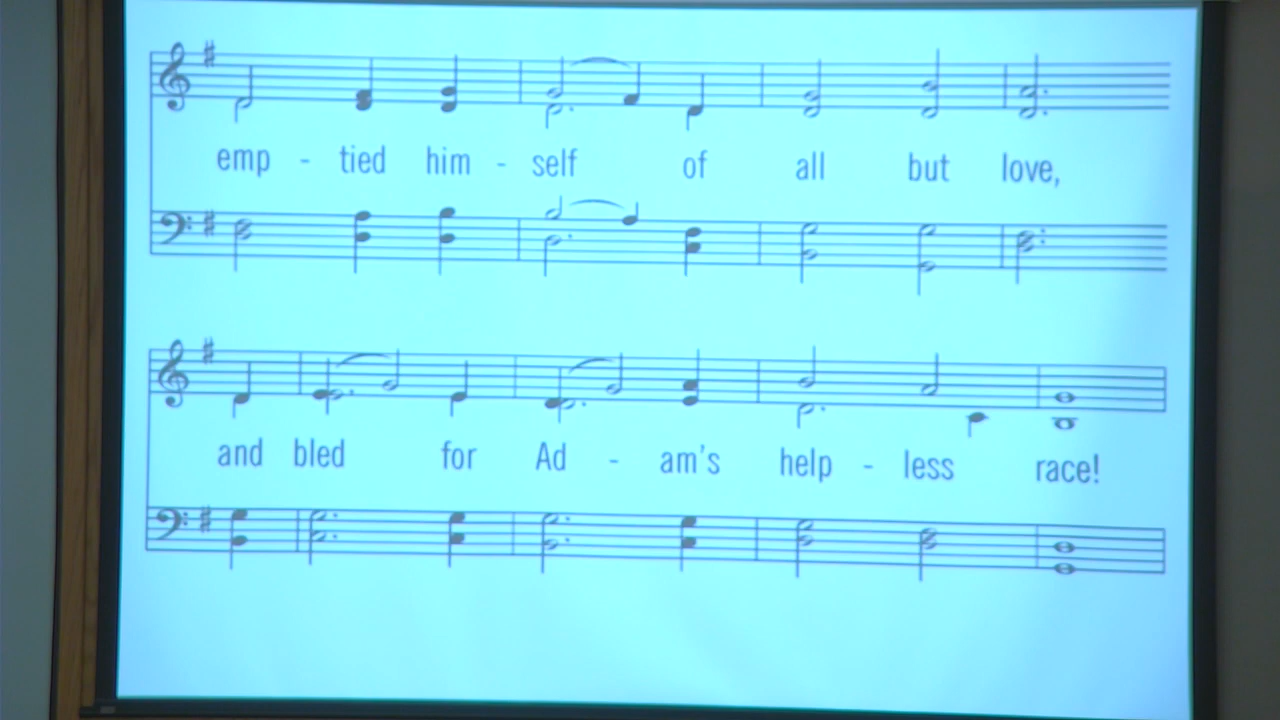 emp - tied him - self of all but love,
and bled for Ad - am's help - less race!